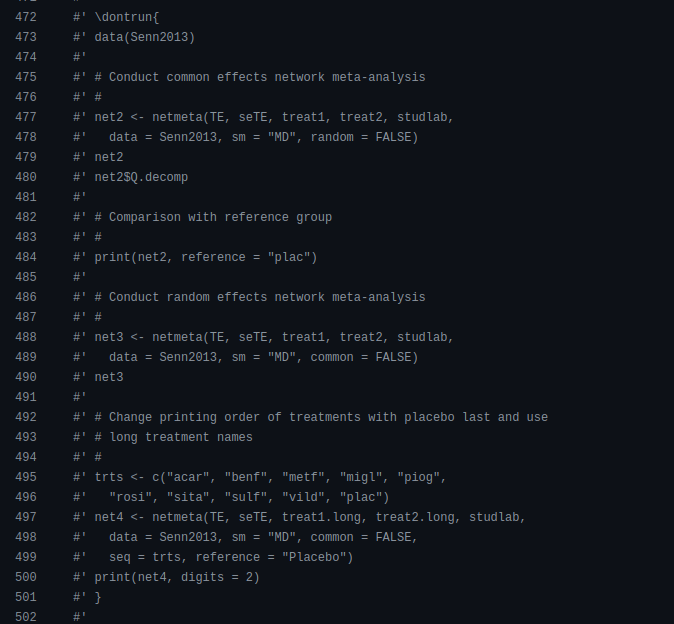 472 #' \dontrun{
473 #' data(Senn2013)
474 #'
475 #' # Conduct common effects network meta-analysis
476 #' #
477 #' net2 <- netmeta(TE, seTE, treat1, treat2, studlab,
478 #'   data = Senn2013, sm = "MD", random = FALSE)
479 #' net2
480 #' net2$Q.decomp
481 #'
482 #' # Comparison with reference group
483 #' #
484 #' print(net2, reference = "plac")
485 #'
486 #' # Conduct random effects network meta-analysis
487 #' #
488 #' net3 <- netmeta(TE, seTE, treat1, treat2, studlab,
489 #'   data = Senn2013, sm = "MD", common = FALSE)
490 #' net3
491 #'
492 #' # Change printing order of treatments with placebo last and use
493 #' # long treatment names
494 #' #
495 #' trts <- c("acar", "benf", "metf", "migl", "piog",
496 #'   "rosi", "sita", "sulf", "vild", "plac")
497 #' net4 <- netmeta(TE, seTE, treat1.long, treat2.long, studlab,
498 #'   data = Senn2013, sm = "MD", common = FALSE,
499 #'   seq = trts, reference = "Placebo")
500 #' print(net4, digits = 2)
501 #' }
502 #'